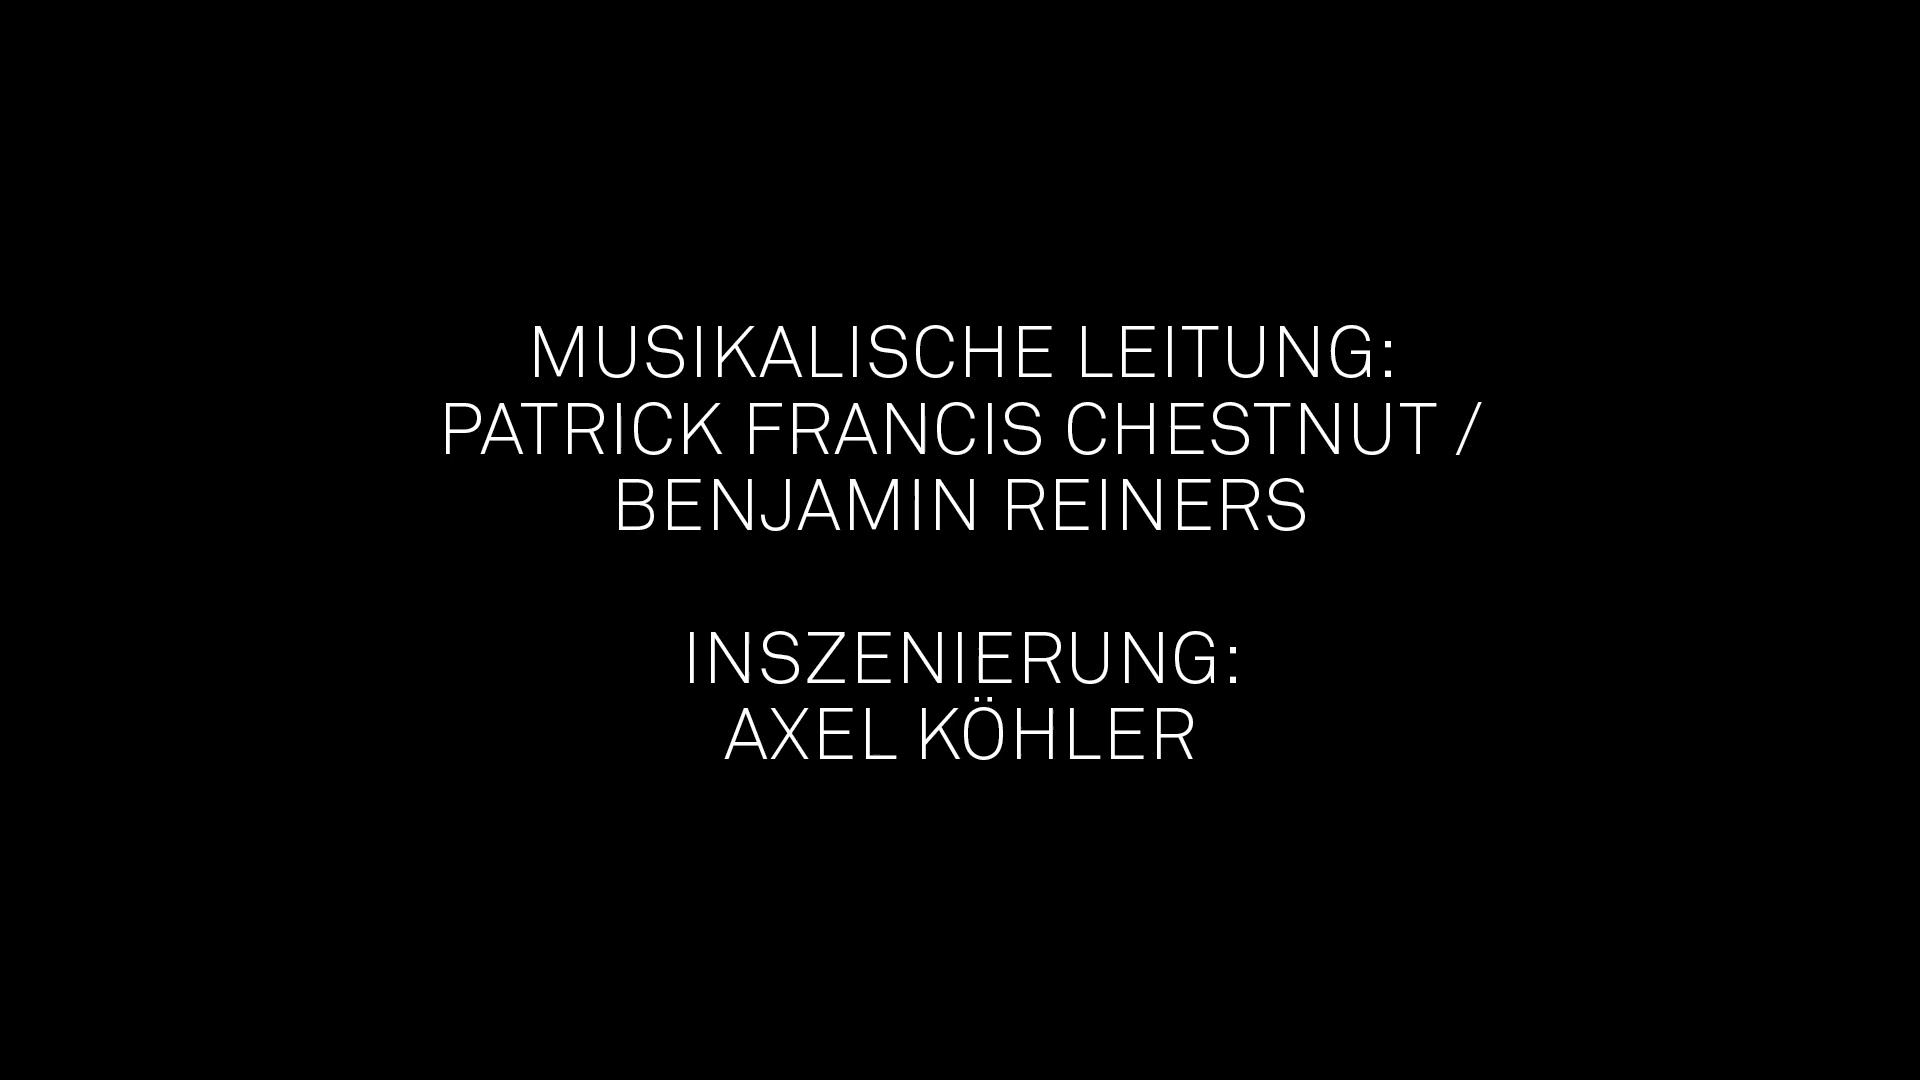 MUSIKALISCHE LEITUNG:
PATRICK FRANCIS CHESTNUT /
BENJAMIN REINERS
INSZENIERUNG:
AXEL KÖHLER